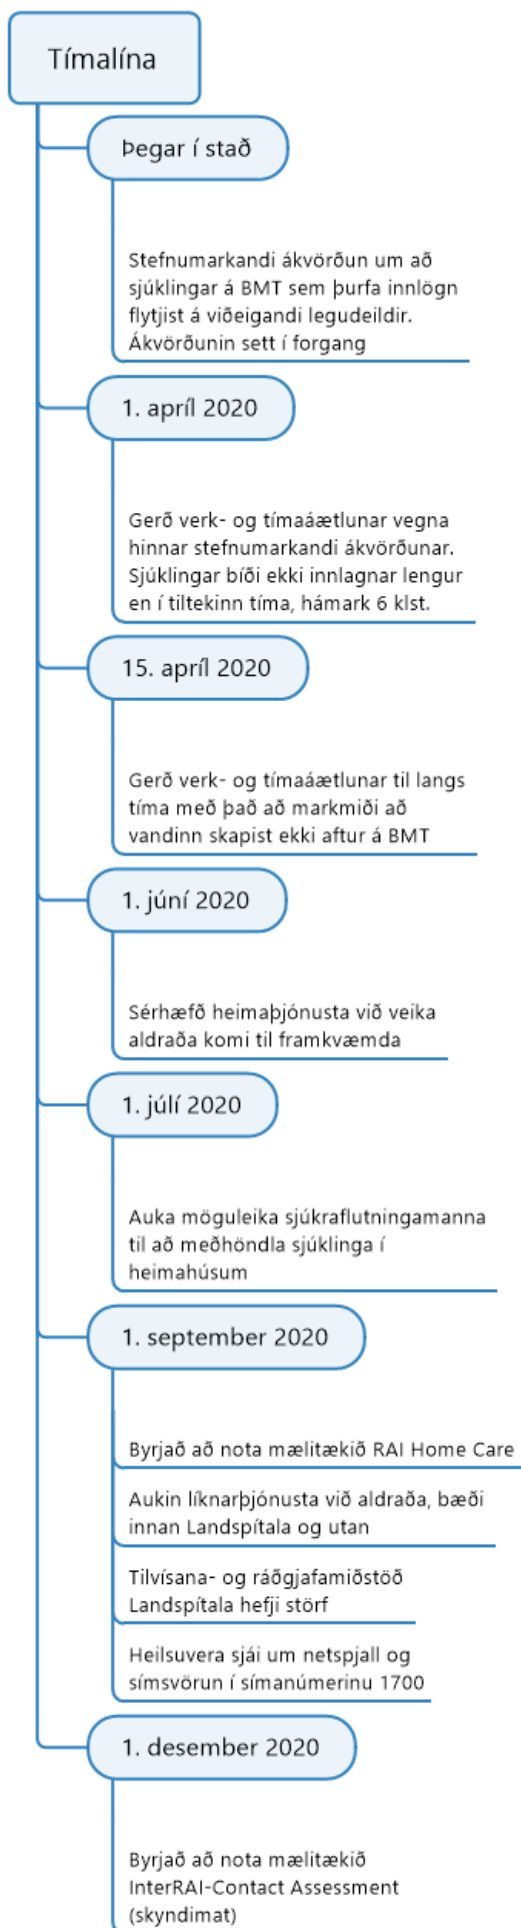 Tímalína
Þegar í stað
Stefnumarkandi ákvörðun um að
sjúklingar á BMT sem þurfa innlögn
flytjist á viðeigandi legudeildir.
Ákvörðunin sett í forgang
1. apríl 2020
Gerð verk- og tímaáætlunar vegna
hinnar stefnumarkandi ákvörðunar.
Sjúklingar bíði ekki innlagnar lengur
en í tiltekinn tíma, hámark 6 klst.
15. apríl 2020
Gerð verk- og tímaáætlunar til langs
tíma með það að markmiði að
vandinn skapist ekki aftur á BMT
1. júní 2020
Sérhæfð heimaþjónusta við veika
aldraða komi til framkvæmda
1. júlí 2020
Auka möguleika sjúkraflutningamanna
til að meðhöndla sjúklinga í
heimahúsum
1. september 2020
Byrjað að nota mælitækið RAI Home Care
Aukin líknarþjónusta við aldraða, bæði
innan Landspítala og utan
Tilvísana- og ráðgjafamiðstöð
Landspítala hefji störf
Heilsuvera sjái um netspjall og
símsvörun í símanúmerinu 1700
1. desember 2020
Byrjað að nota mælitækið
InterRAI-Contact Assessment
(skyndimat)